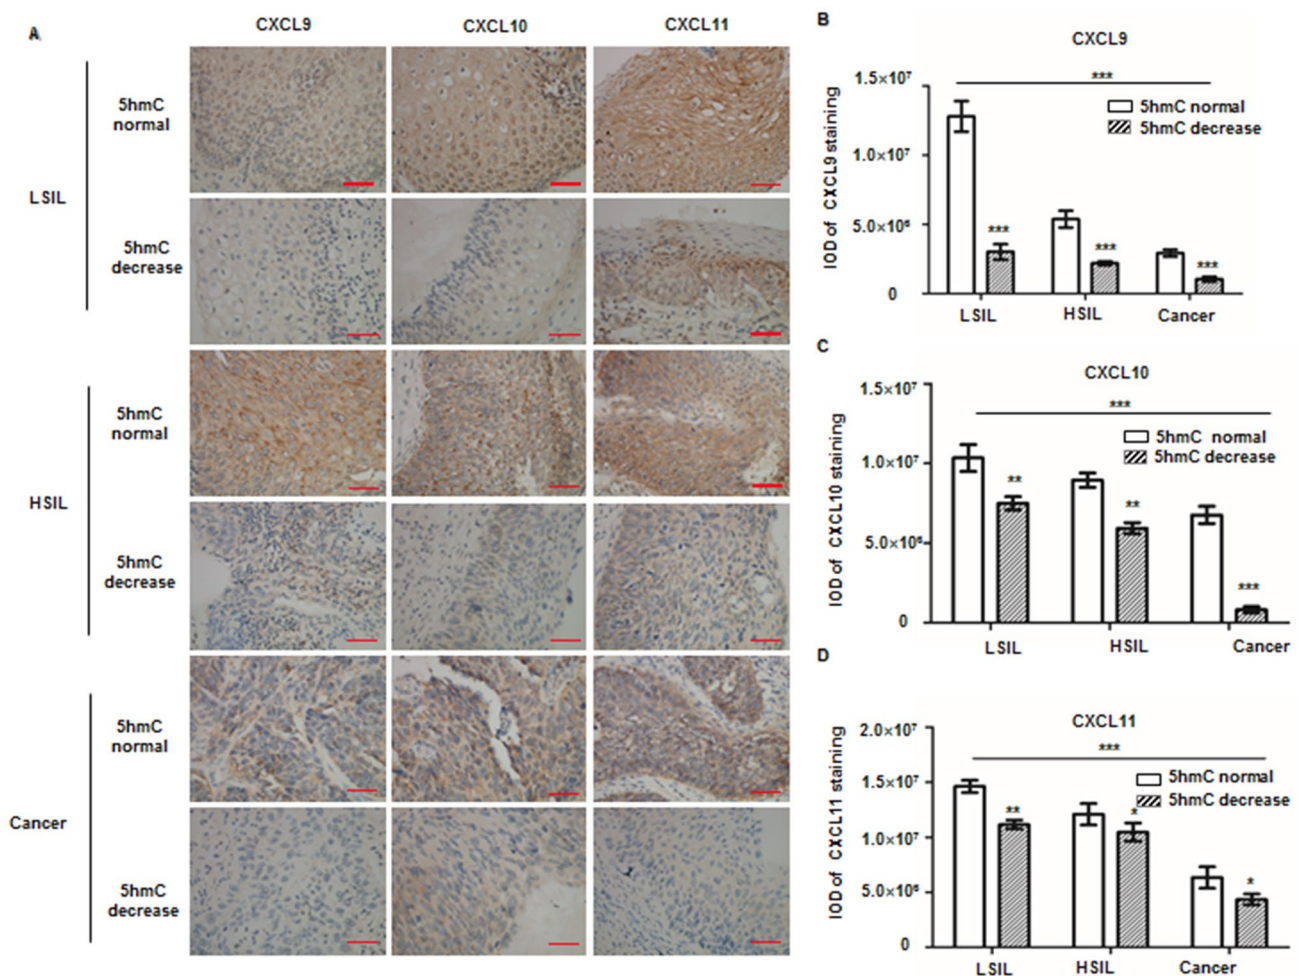 A
CXCL9 CXCL10 CXCL11
LSIL
5hmC
normal
5hmC
decrease
HSIL
5hmC
normal
5hmC
decrease
Cancer
5hmC
normal
5hmC
decrease
B
CXCL9
IOD of CXCL9 staining
1.5×10⁷
1.0×10⁷
5.0×10⁶
0
***
5hmC normal
5hmC decrease
*** *** ***
LSIL HSIL Cancer
C
CXCL10
IOD of CXCL10 staining
1.5×10⁷
1.0×10⁷
5.0×10⁶
0
***
5hmC normal
5hmC decrease
** ** ***
LSIL HSIL Cancer
D
CXCL11
IOD of CXCL11 staining
2.0×10⁷
1.5×10⁷
1.0×10⁷
5.0×10⁶
0
***
5hmC normal
5hmC decrease
** * *
LSIL HSIL Cancer